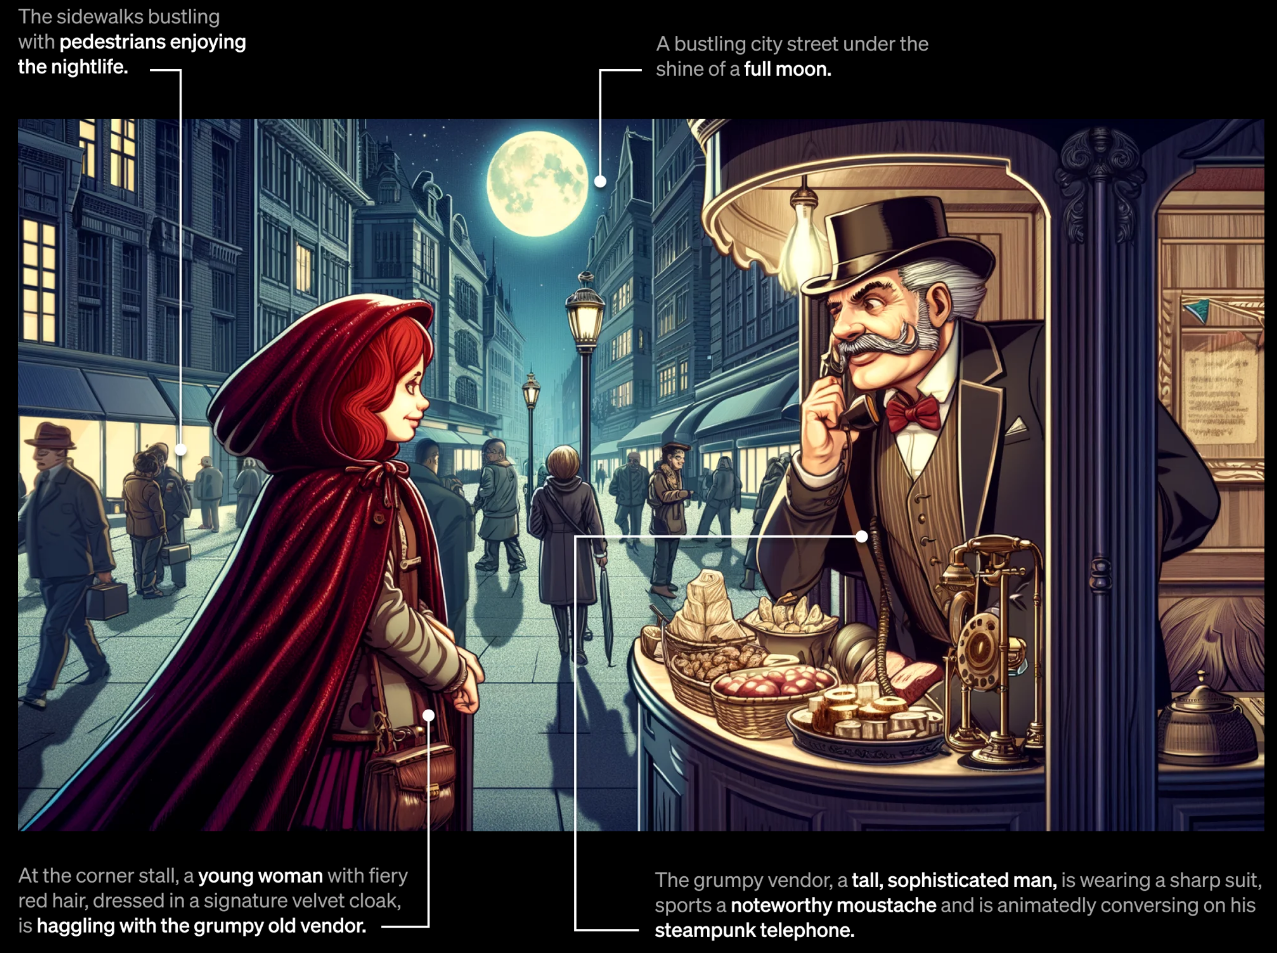 The sidewalks bustling
with pedestrians enjoying
the nightlife.
A bustling city street under the
shine of a full moon.
At the corner stall, a young woman with fiery
red hair, dressed in a signature velvet cloak,
is haggling with the grumpy old vendor.
The grumpy vendor, a tall, sophisticated man, is wearing a sharp suit,
sports a noteworthy moustache and is animatedly conversing on his
steampunk telephone.